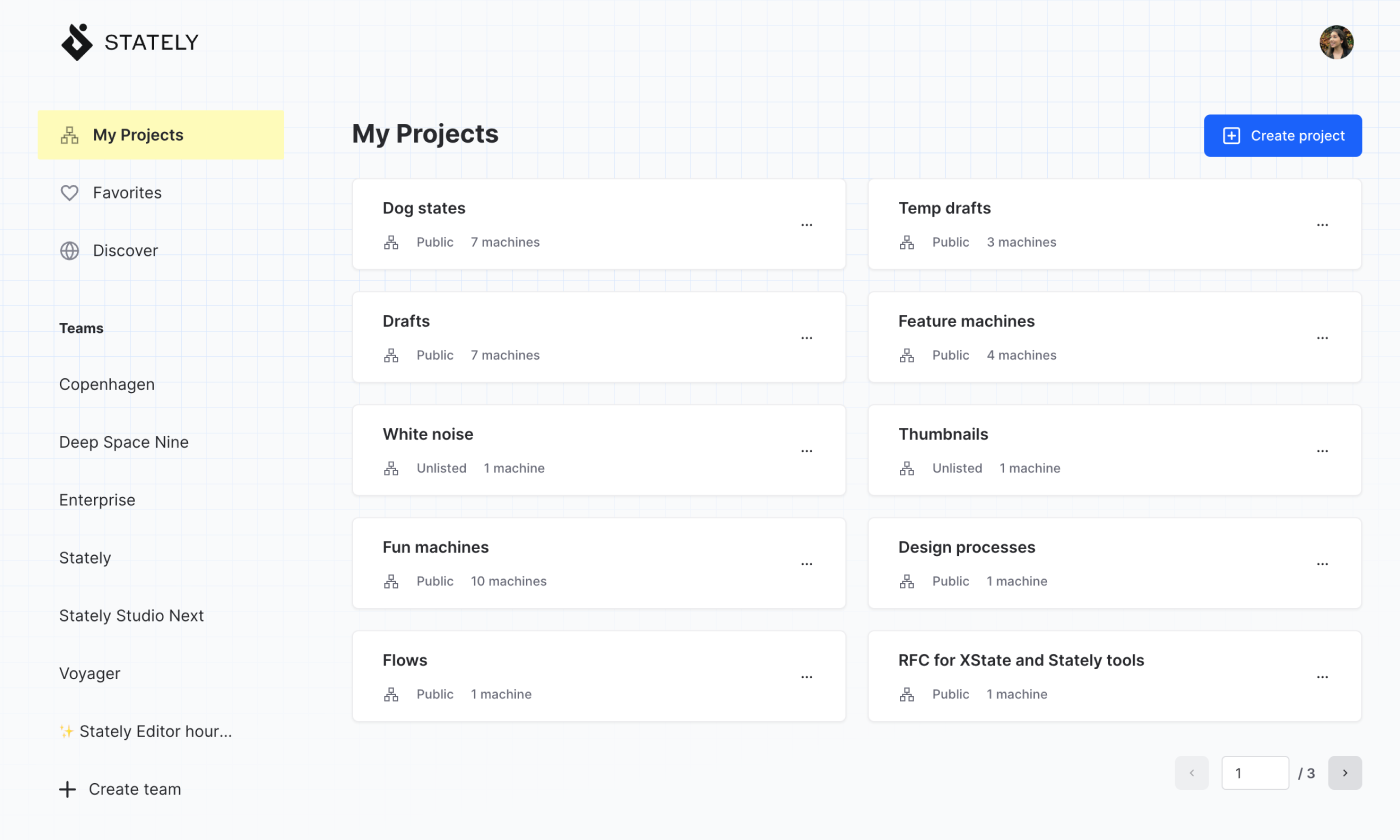 STATELY
My Projects
Favorites
Discover
Teams
Copenhagen
Deep Space Nine
Enterprise
Stately
Stately Studio Next
Voyager
✨ Stately Editor hour...
Create team
My Projects
Create project
Dog states
Public 7 machines
Temp drafts
Public 3 machines
Drafts
Public 7 machines
Feature machines
Public 4 machines
White noise
Unlisted 1 machine
Thumbnails
Unlisted 1 machine
Fun machines
Public 10 machines
Design processes
Public 1 machine
Flows
Public 1 machine
RFC for XState and Stately tools
Public 1 machine
1 / 3